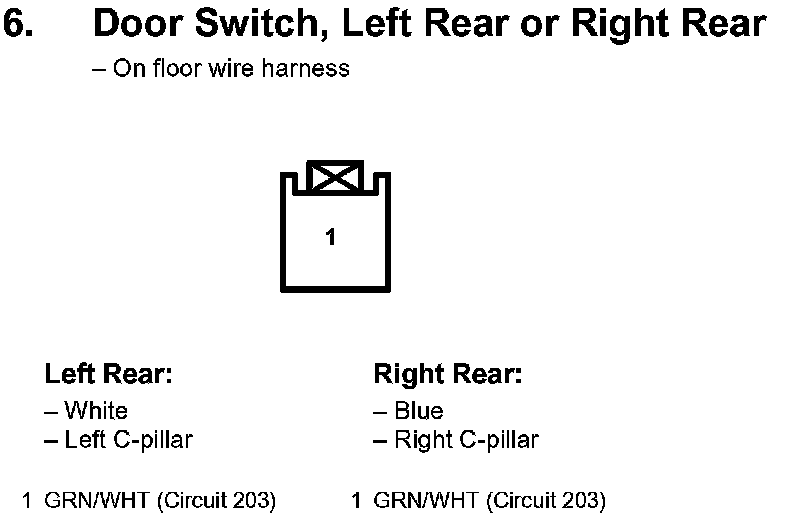 6. Door Switch, Left Rear or Right Rear
– On floor wire harness
1
Left Rear:
– White
– Left C-pillar
1 GRN/WHT (Circuit 203)
Right Rear:
– Blue
– Right C-pillar
1 GRN/WHT (Circuit 203)